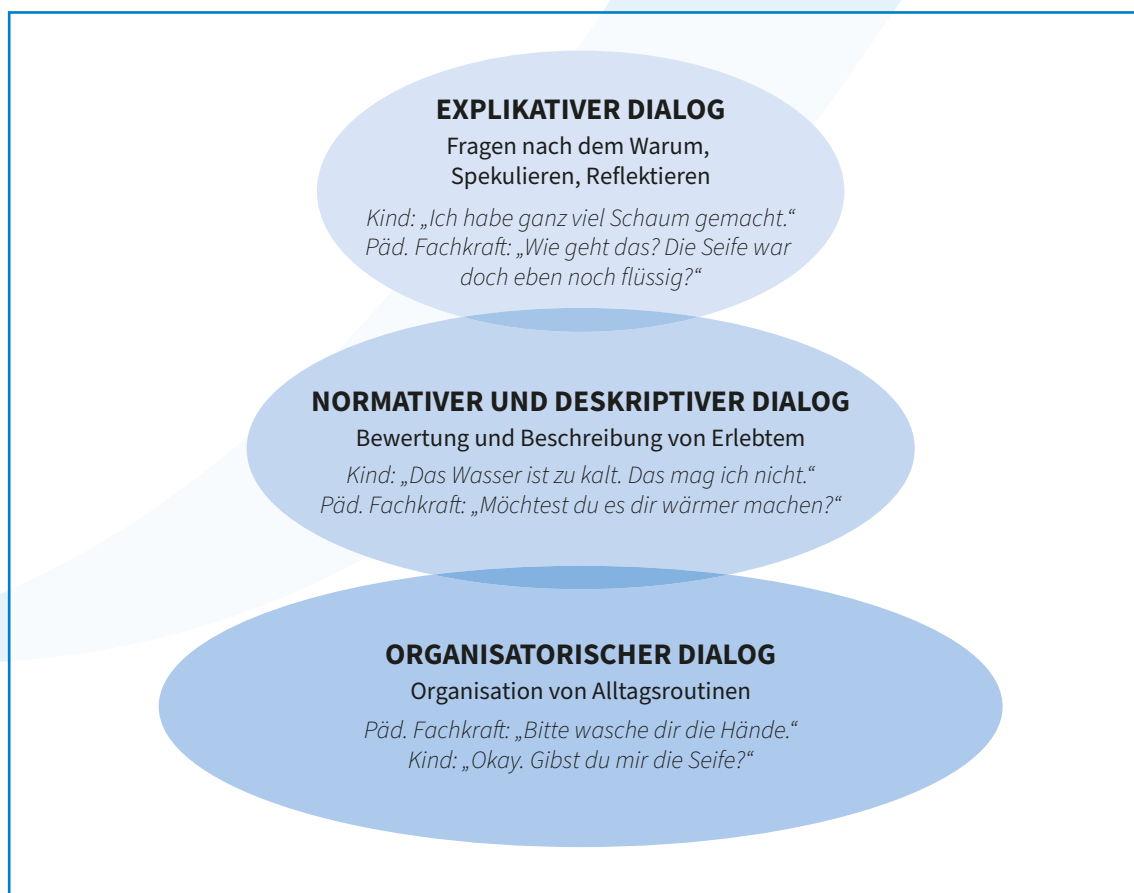 EXPLIKATIVER DIALOG
Fragen nach dem Warum,
Spekulieren, Reflektieren
Kind: „Ich habe ganz viel Schaum gemacht.“
Päd. Fachkraft: „Wie geht das? Die Seife war
doch eben noch flüssig?“
NORMATIVER UND DESKRIPTIVER DIALOG
Bewertung und Beschreibung von Erlebtem
Kind: „Das Wasser ist zu kalt. Das mag ich nicht.“
Päd. Fachkraft: „Möchtest du es dir wärmer machen?“
ORGANISATORISCHER DIALOG
Organisation von Alltagsroutinen
Päd. Fachkraft: „Bitte wasche dir die Hände.“
Kind: „Okay. Gibst du mir die Seife?“